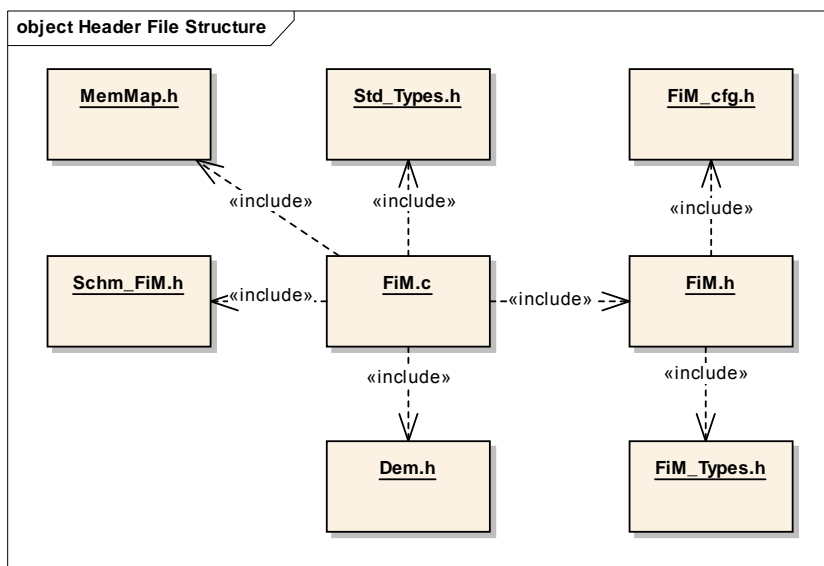 object Header File Structure
MemMap.h
Std_Types.h
FiM_cfg.h
«include»
«include»
«include»
Schm_FiM.h
«include»
FiM.c
«include»
FiM.h
«include»
«include»
Dem.h
FiM_Types.h